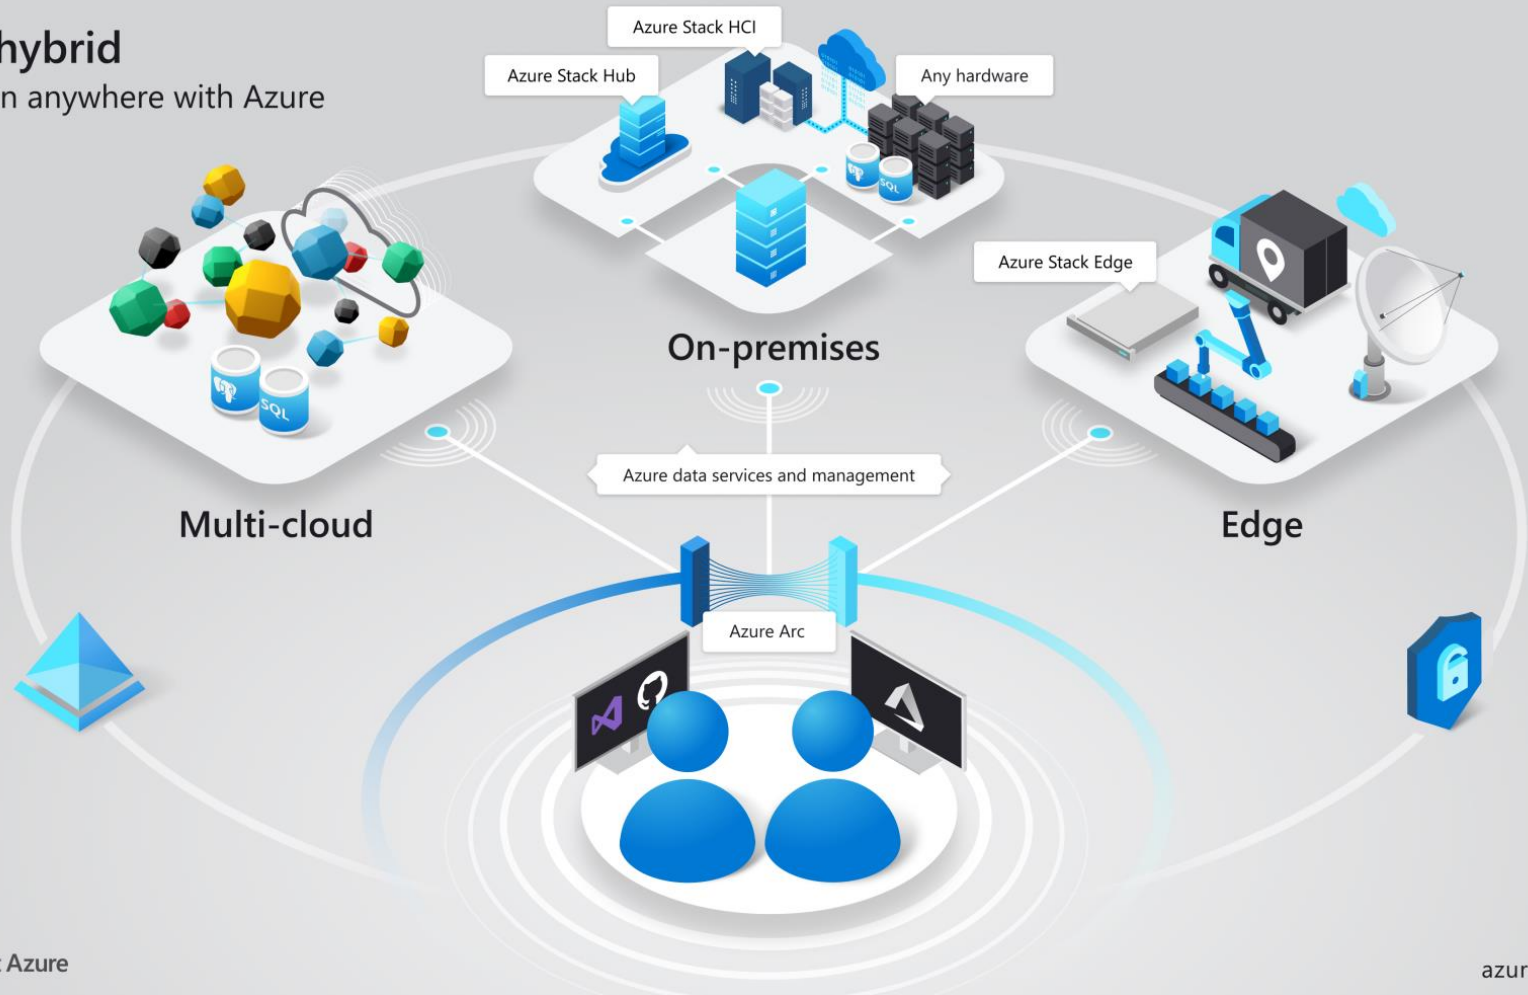 hybrid
n anywhere with Azure
Azure Stack HCI
Azure Stack Hub
Any hardware
SQL
Azure Stack Edge
On-premises
SQL
Azure data services and management
Multi-cloud
Edge
Azure Arc
t Azure
azur